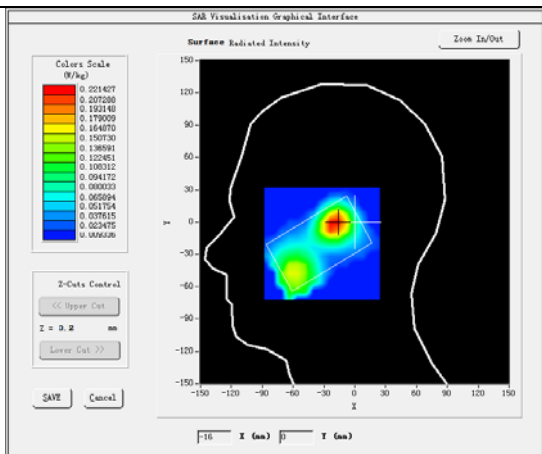 SAR Visualisation Graphical Interface
Surface Radiated Intensity
Zoom In/Out
Colors Scale
(W/kg)
0.221427
0.207288
0.193148
0.179009
0.164870
0.150730
0.136591
0.122451
0.108312
0.094172
0.080033
0.065894
0.051754
0.037615
0.023475
0.009336
Z-Cuts Control
<< Upper Cut
Z = 3.2 mm
Lower Cut >>
SAVE Cancel
150
120
90
60
30
0
-30
-60
-90
-120
-150
Y
-150 -120 -90 -60 -30 0 30 60 90 120 150
X
-16 X (mm) 0 Y (mm)